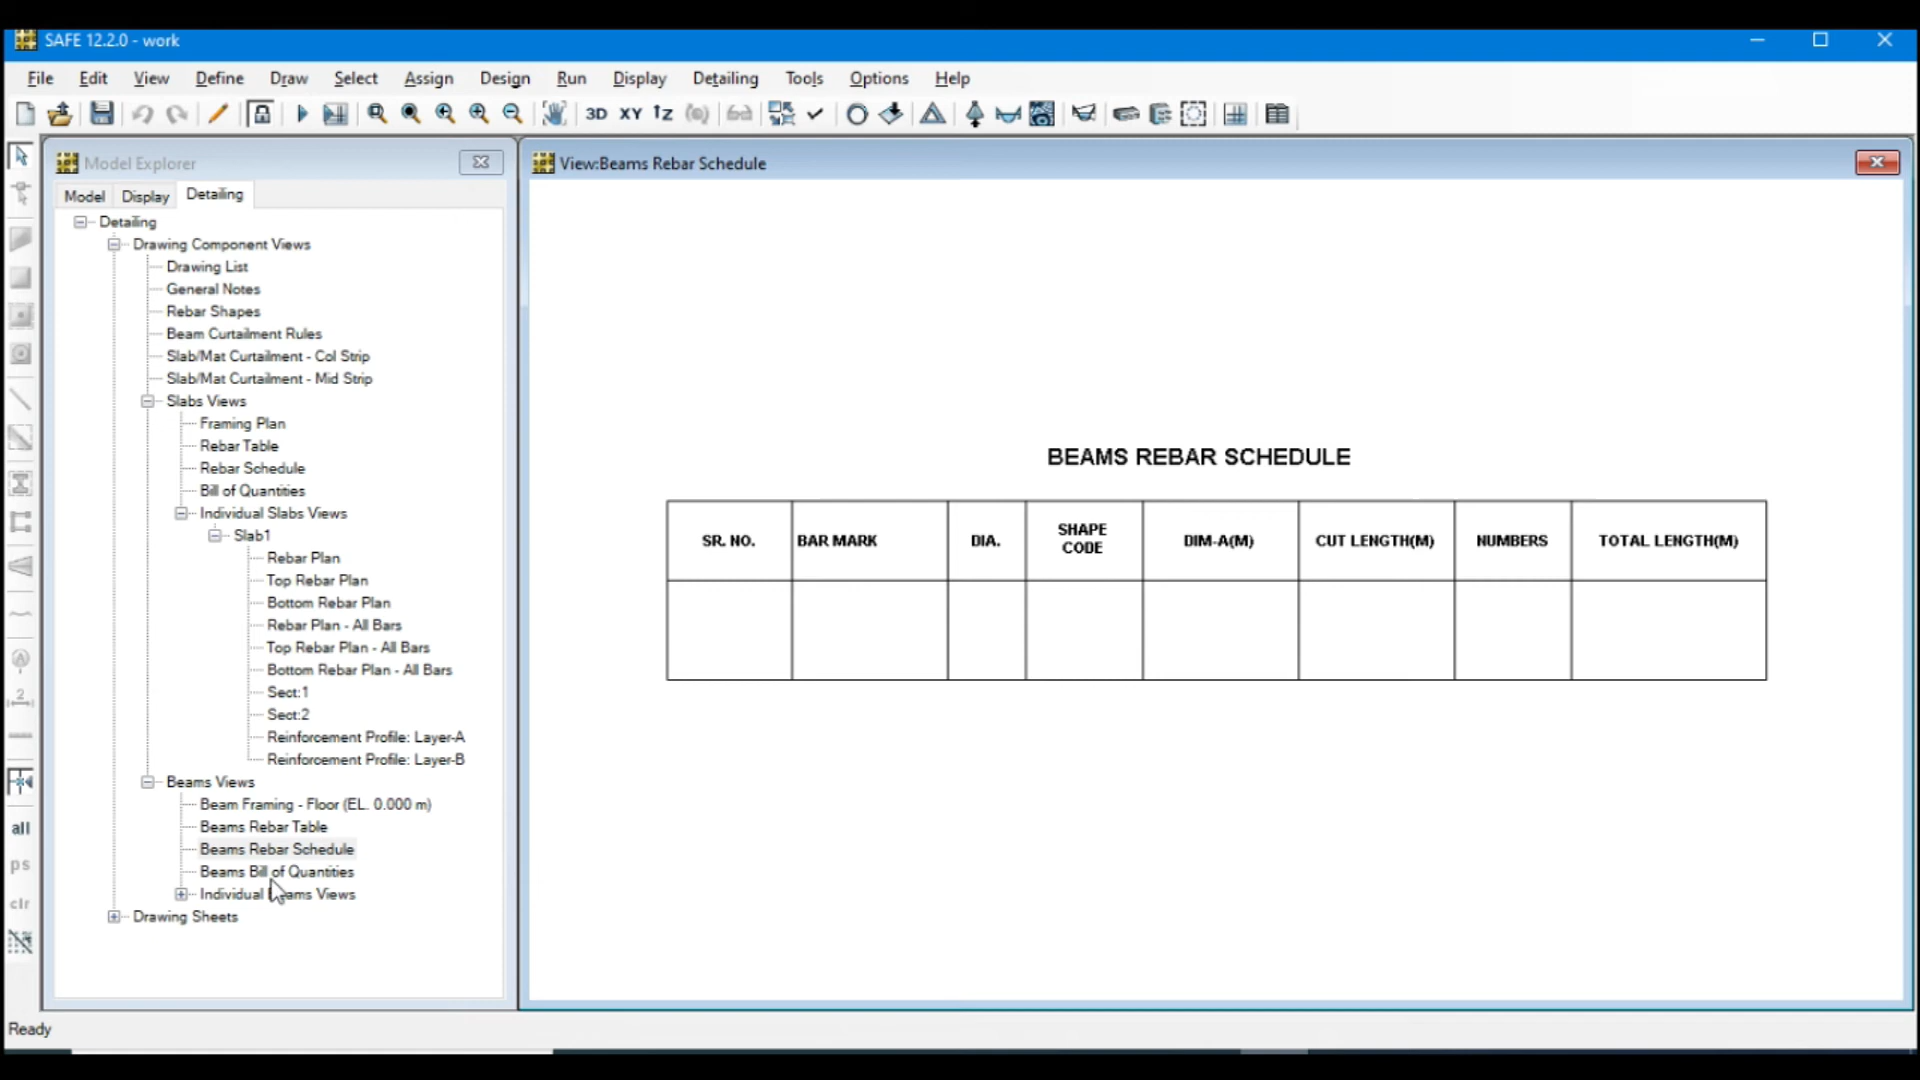 SAFE 12.2.0 - work
File Edit View Define Draw Select Assign Design Run Display Detailing Tools Options Help
3D XY
Model Explorer
Model Display Detailing
Detailing
Drawing Component Views
Drawing List
General Notes
Rebar Shapes
Beam Curtailment Rules
Slab/Mat Curtailment - Col Strip
Slab/Mat Curtailment - Mid Strip
Slabs Views
Framing Plan
Rebar Table
Rebar Schedule
Bill of Quantities
Individual Slabs Views
Slab1
Rebar Plan
Top Rebar Plan
Bottom Rebar Plan
Rebar Plan - All Bars
Top Rebar Plan - All Bars
Bottom Rebar Plan - All Bars
Sect:1
Sect:2
Reinforcement Profile: Layer-A
Reinforcement Profile: Layer-B
Beams Views
Beam Framing - Floor (EL. 0.000 m)
Beams Rebar Table
Beams Rebar Schedule
Beams Bill of Quantities
Individual Beams Views
Drawing Sheets
all
ps
clr
View:Beams Rebar Schedule
BEAMS REBAR SCHEDULE
SR. NO. BAR MARK DIA. SHAPE CODE DIM-A(M) CUT LENGTH(M) NUMBERS TOTAL LENGTH(M)
Ready